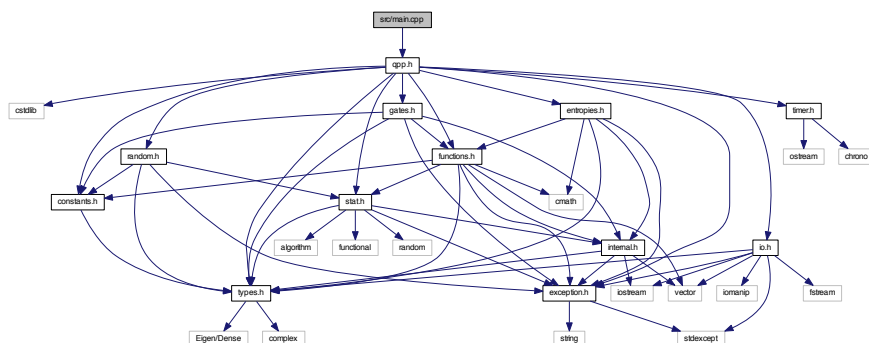 src/main.cpp
qpp.h
cstdlib
gates.h
entropies.h
timer.h
random.h
functions.h
ostream
chrono
constants.h
stat.h
cmath
algorithm
functional
random
internal.h
io.h
types.h
exception.h
iostream
vector
iomanip
fstream
Eigen/Dense
complex
string
stdexcept